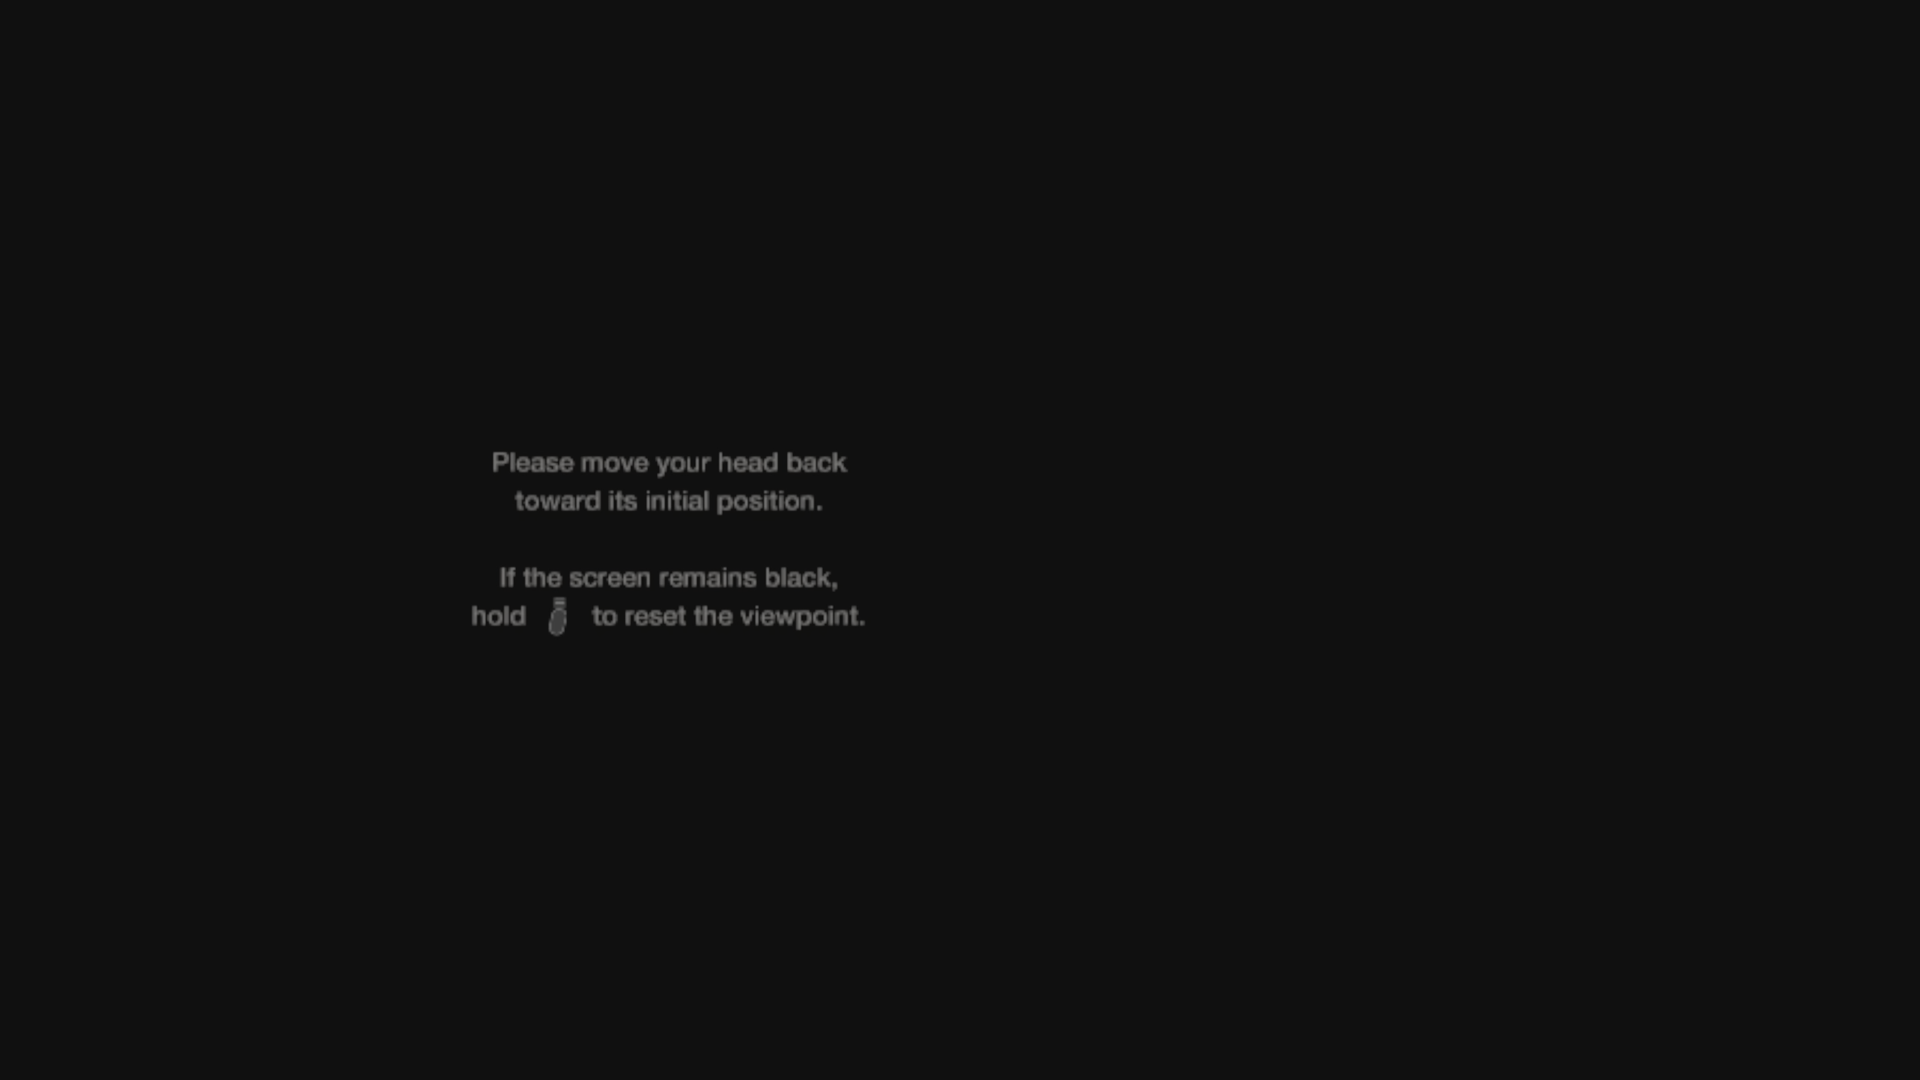 Please move your head back
toward its initial position.
If the screen remains black,
hold to reset the viewpoint.